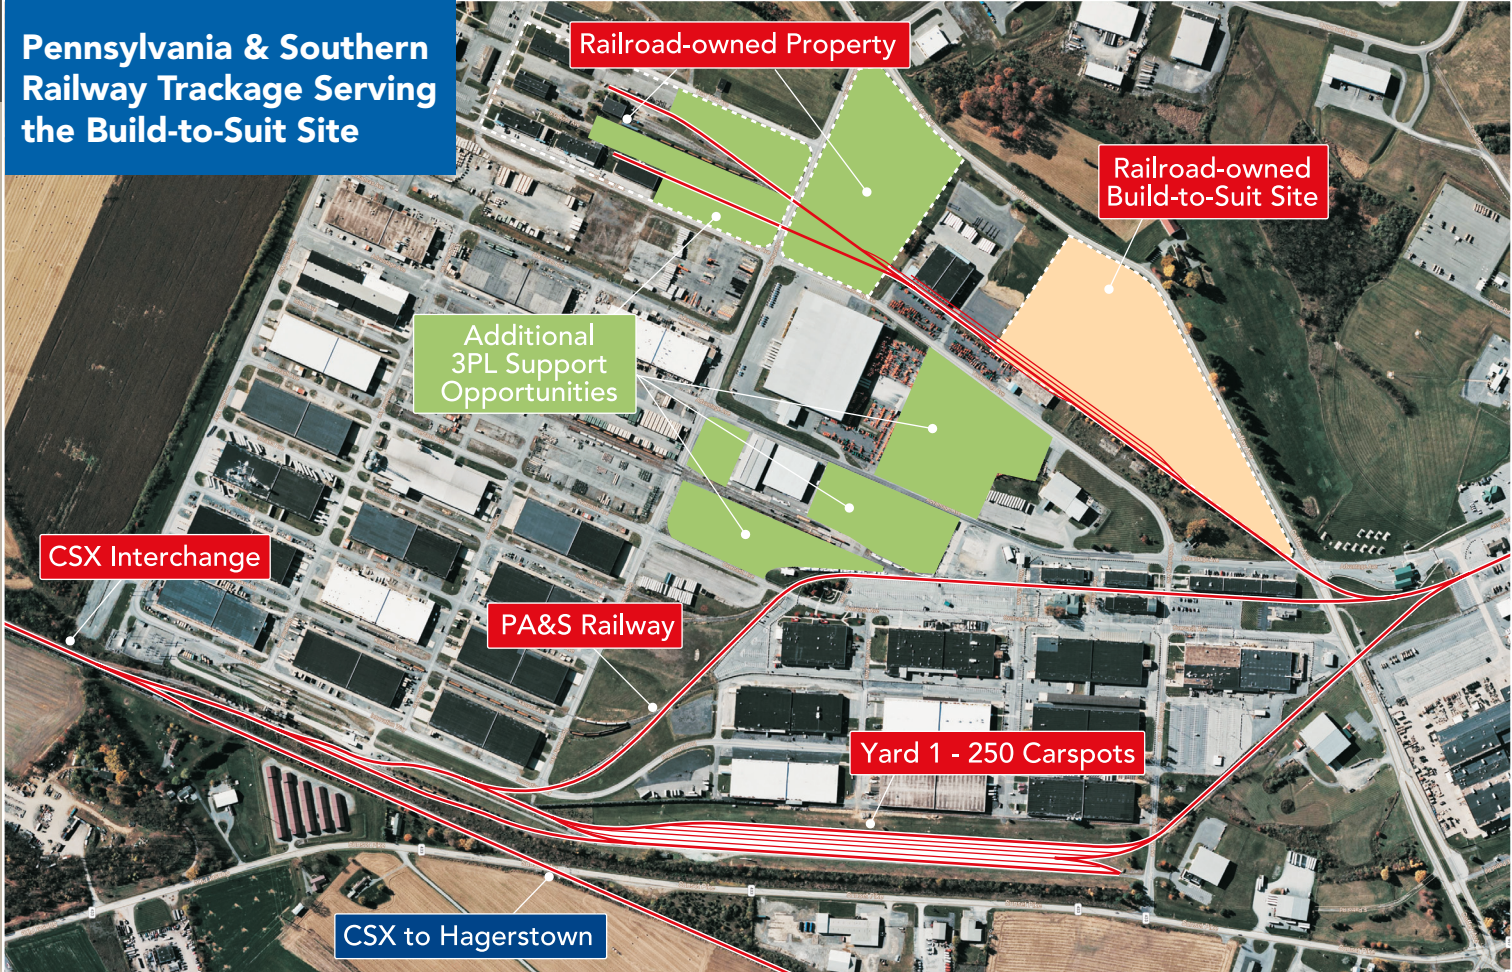 Pennsylvania & Southern
Railway Trackage Serving
the Build-to-Suit Site
Railroad-owned Property
Railroad-owned
Build-to-Suit Site
Additional
3PL Support
Opportunities
CSX Interchange
PA&S Railway
Yard 1 - 250 Carspots
CSX to Hagerstown